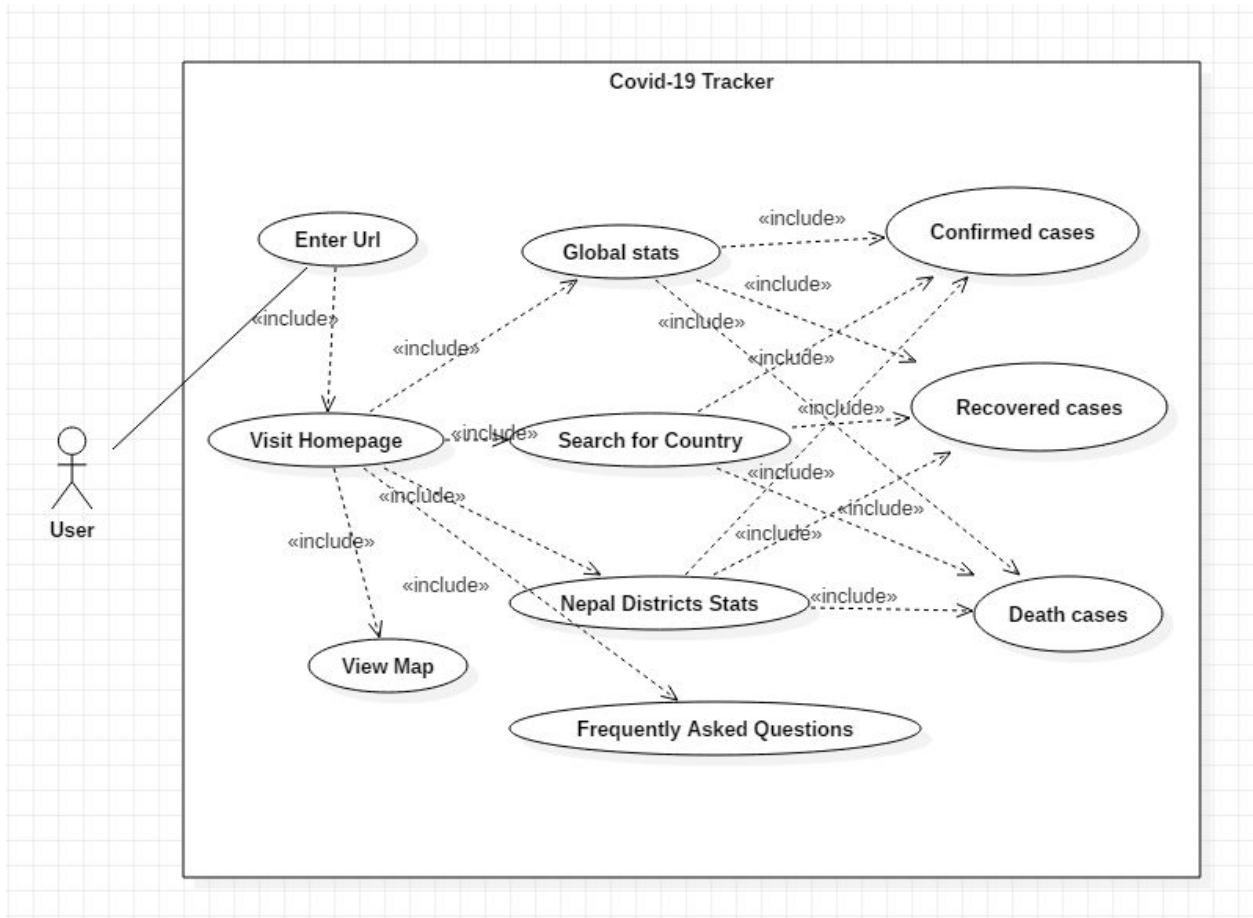 Covid-19 Tracker
Enter Url
Global stats
«include»
Confirmed cases
«include»
«include»
«include»
«include»
«include»
Recovered cases
«include»
Visit Homepage
«include»
Search for Country
«include»
«include»
«include»
«include»
User
«include»
«include»
«include»
Nepal Districts Stats
«include»
Death cases
View Map
Frequently Asked Questions